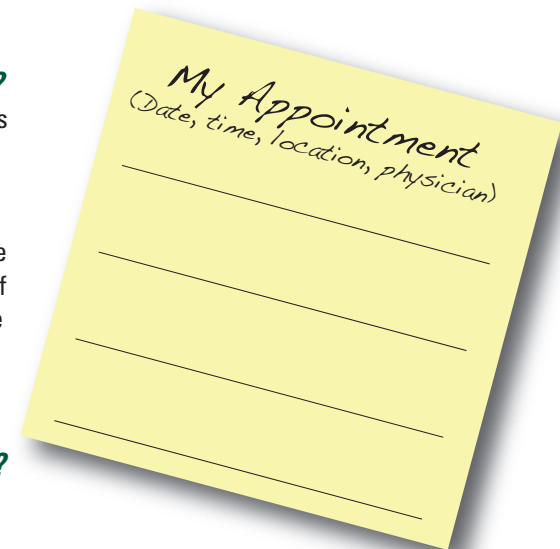 ?
s
My Appointment
(Date, time, location, physician)
e
f
e
?